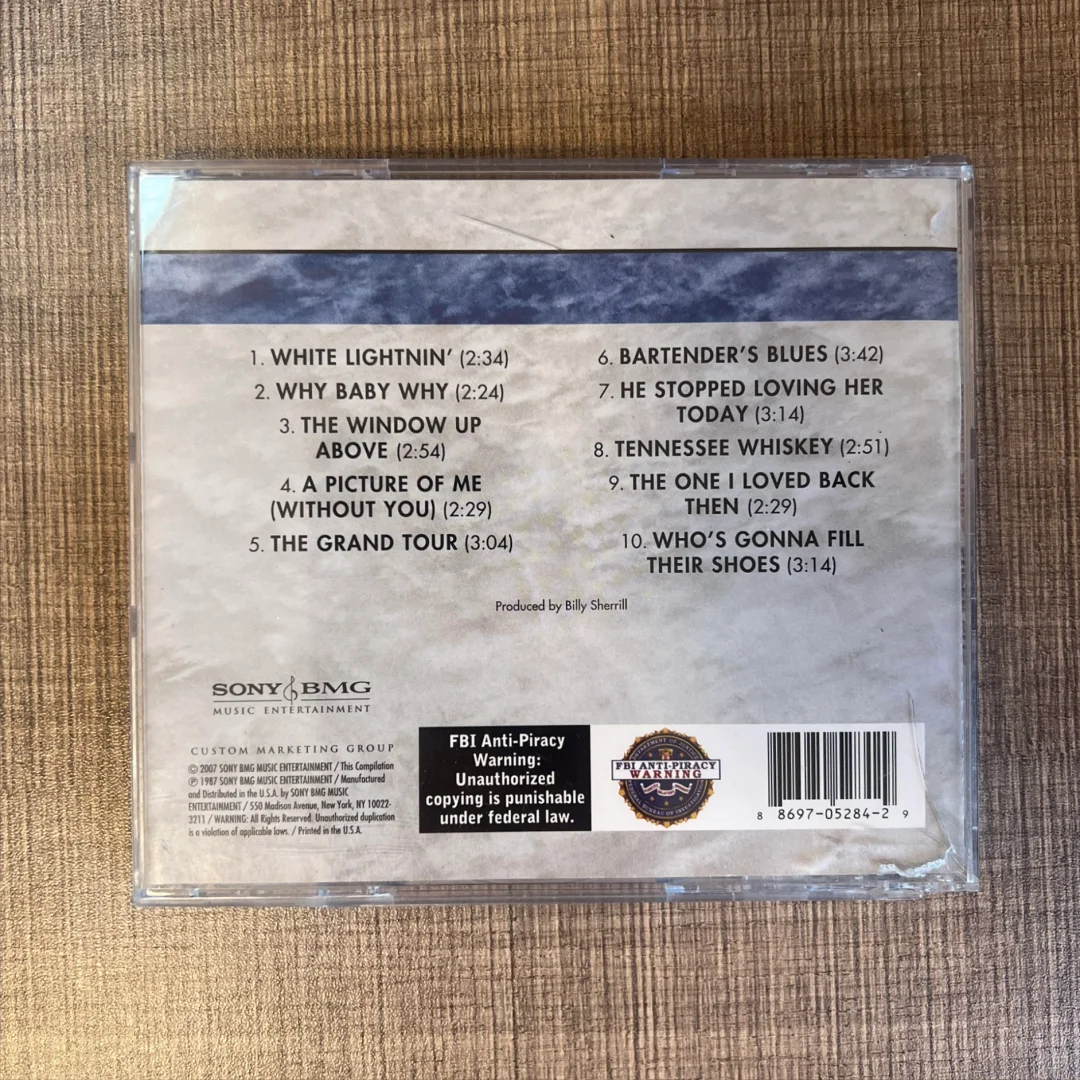 1. WHITE LIGHTNIN' (2:34)
2. WHY BABY WHY (2:24)
3. THE WINDOW UP
ABOVE (2:54)
4. A PICTURE OF ME
(WITHOUT YOU) (2:29)
5. THE GRAND TOUR (3:04)
6. BARTENDER'S BLUES (3:42)
7. HE STOPPED LOVING HER
TODAY (3:14)
8. TENNESSEE WHISKEY (2:51)
9. THE ONE I LOVED BACK
THEN (2:29)
10. WHO'S GONNA FILL
THEIR SHOES (3:14)
Produced by Billy Sherrill
SONY BMG
MUSIC ENTERTAINMENT
CUSTOM MARKETING GROUP
© 2007 SONY BMG MUSIC ENTERTAINMENT / This Compilation
℗ 1987 SONY BMG MUSIC ENTERTAINMENT / Manufactured
and Distributed in the U.S.A. by SONY BMG MUSIC
ENTERTAINMENT / 550 Madison Avenue, New York, NY 10022-
3211 / WARNING: All Rights Reserved. Unauthorized duplication
is a violation of applicable laws. / Printed in the U.S.A.
FBI Anti-Piracy
Warning:
Unauthorized
copying is punishable
under federal law.
FBI ANTI-PIRACY
WARNING
8 8697-05284-2 9